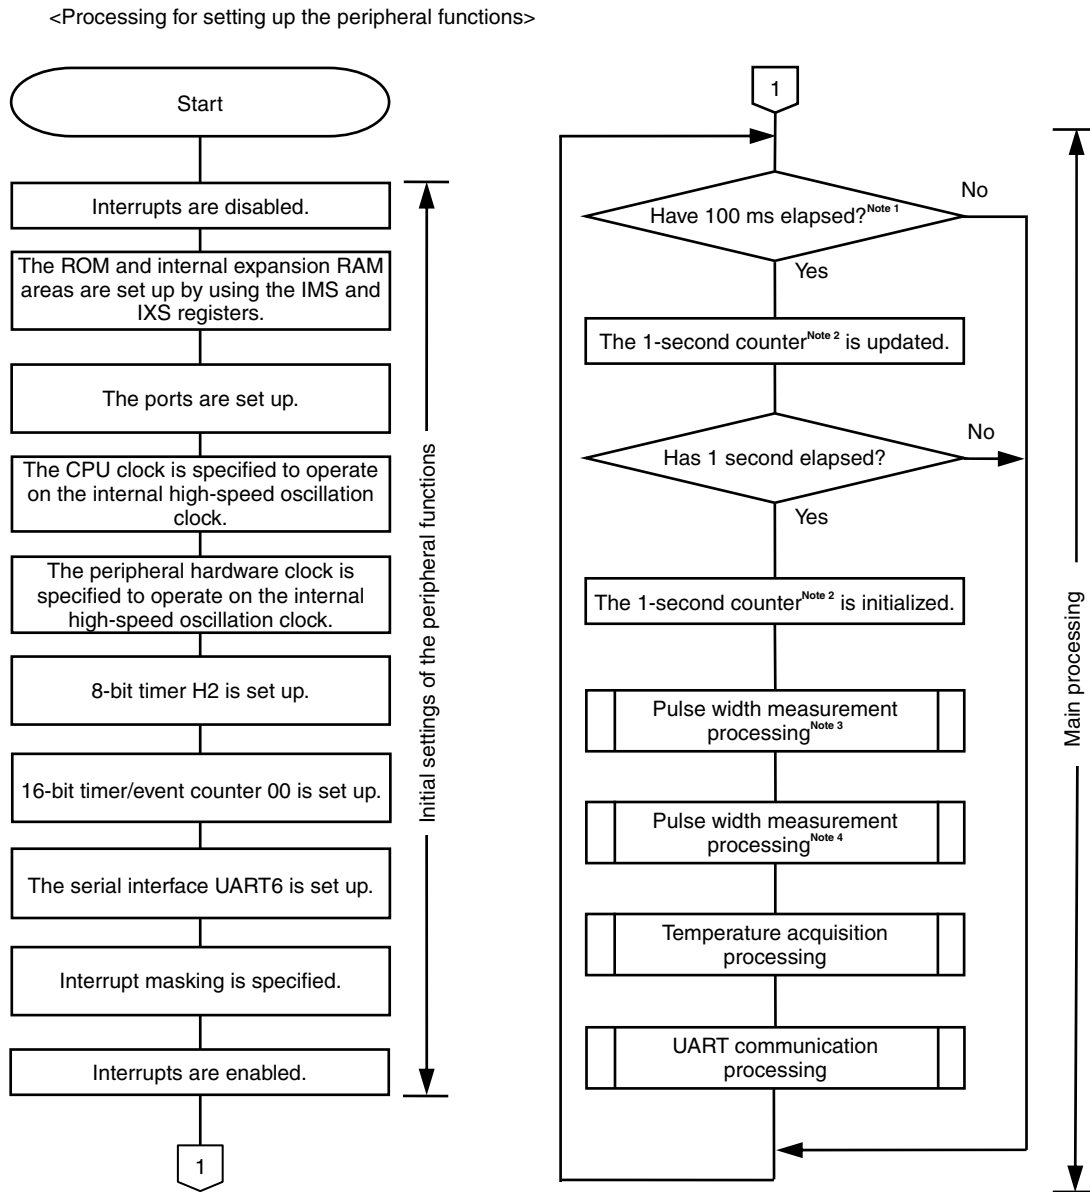 <Processing for setting up the peripheral functions>
Start
Interrupts are disabled.
The ROM and internal expansion RAM
areas are set up by using the IMS and
IXS registers.
The ports are set up.
The CPU clock is specified to operate
on the internal high-speed oscillation
clock.
The peripheral hardware clock is
specified to operate on the internal
high-speed oscillation clock.
8-bit timer H2 is set up.
16-bit timer/event counter 00 is set up.
The serial interface UART6 is set up.
Interrupt masking is specified.
Interrupts are enabled.
1
Initial settings of the peripheral functions
1
Have 100 ms elapsed?Note 1
No
Yes
The 1-second counterNote 2 is updated.
Has 1 second elapsed?
No
Yes
The 1-second counterNote 2 is initialized.
Pulse width measurement
processingNote 3
Pulse width measurement
processingNote 4
Temperature acquisition
processing
UART communication
processing
Main processing